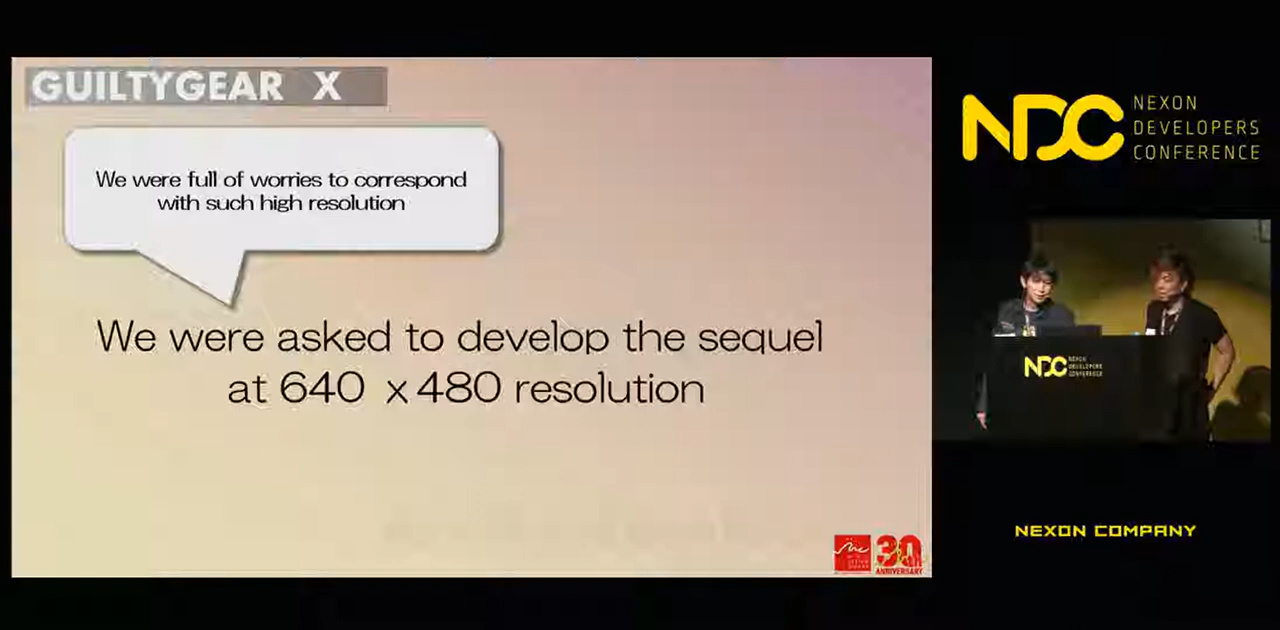 GUILTYGEAR X
We were full of worries to correspond
with such high resolution
We were asked to develop the sequel
at 640 x 480 resolution
30
ANNIVERSARY
NDC
NEXON
DEVELOPERS
CONFERENCE
NDC
NEXON
DEVELOPERS
CONFERENCE
NEXON COMPANY